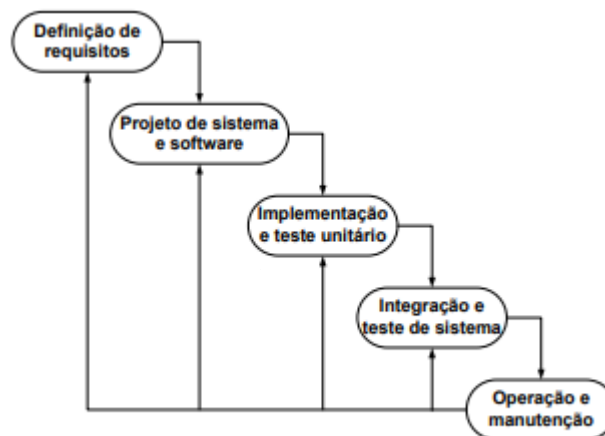 Definição de
requisitos
Projeto de sistema
e software
Implementação
e teste unitário
Integração e
teste de sistema
Operação e
manutenção